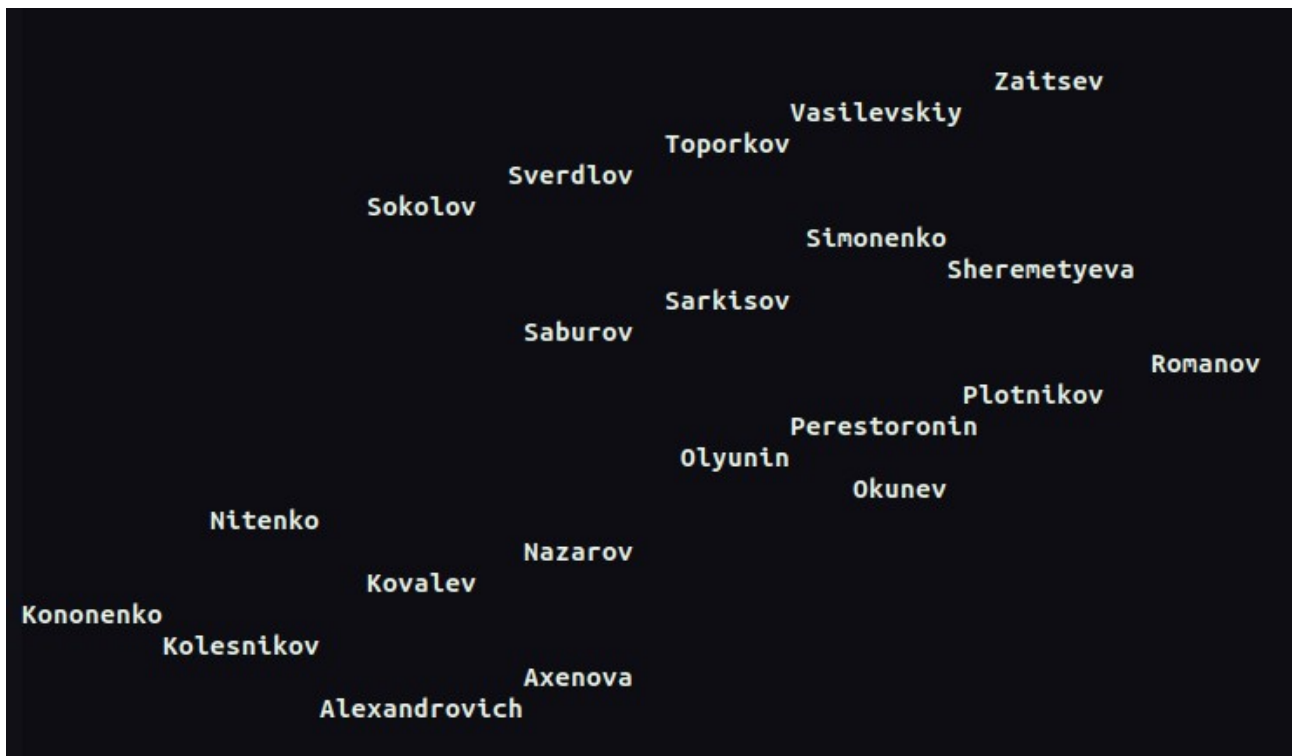 Zaitsev
Vasilevskiy
Toporkov
Sverdlov
Sokolov
Simonenko
Sheremetyeva
Sarkisov
Saburov
Romanov
Plotnikov
Perestoronin
Olyunin
Okunev
Nitenko
Nazarov
Kovalev
Kononenko
Kolesnikov
Axenova
Alexandrovich